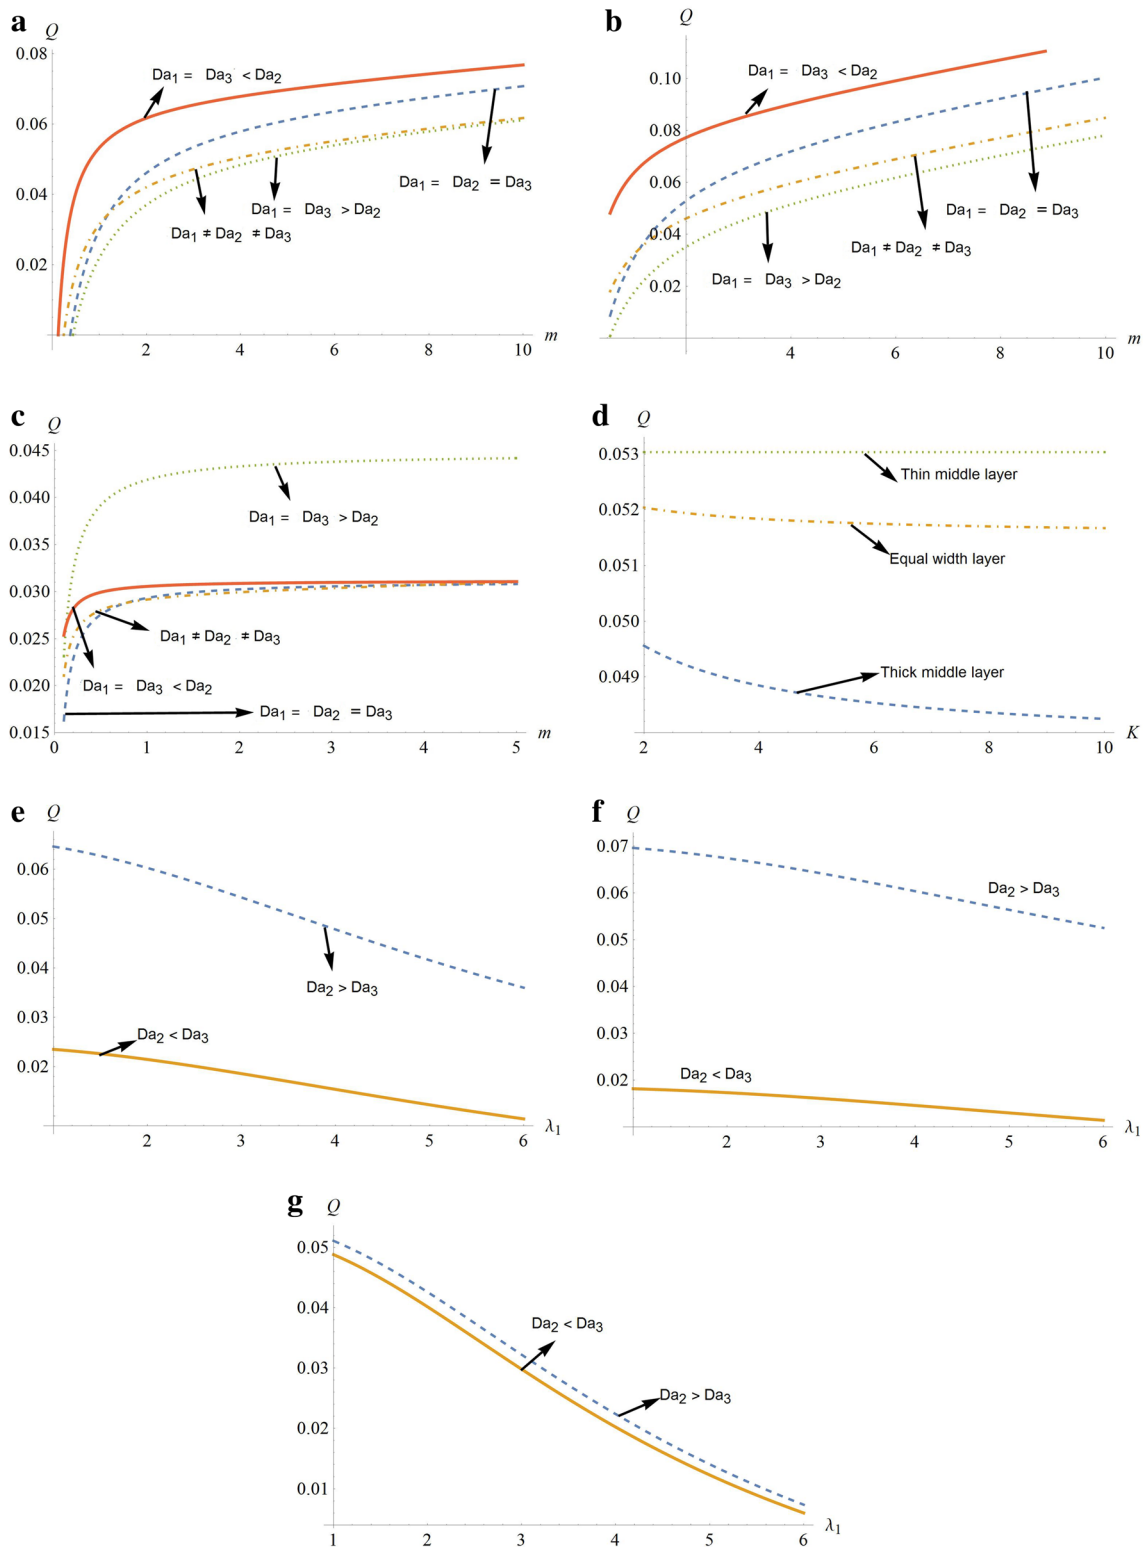 a
Q
0.08
0.06
0.04
0.02
2
4
6
8
10
m
Da1 = Da3 < Da2
Da1 = Da2 = Da3
Da1 = Da3 > Da2
Da1 ≠ Da2 ≠ Da3
b
Q
0.10
0.08
0.06
0.04
0.02
4
6
8
10
m
Da1 = Da3 < Da2
Da1 = Da2 = Da3
Da1 ≠ Da2 ≠ Da3
Da1 = Da3 > Da2
c
Q
0.045
0.040
0.035
0.030
0.025
0.020
0.015
0
1
2
3
4
5
m
Da1 = Da3 > Da2
Da1 ≠ Da2 ≠ Da3
Da1 = Da3 < Da2
Da1 = Da2 = Da3
d
Q
0.053
0.052
0.051
0.050
0.049
2
4
6
8
10
K
Thin middle layer
Equal width layer
Thick middle layer
e
Q
0.06
0.05
0.04
0.03
0.02
2
3
4
5
6
λ1
Da2 > Da3
Da2 < Da3
f
Q
0.07
0.06
0.05
0.04
0.03
0.02
2
3
4
5
6
λ1
Da2 > Da3
Da2 < Da3
g
Q
0.05
0.04
0.03
0.02
0.01
1
2
3
4
5
6
λ1
Da2 < Da3
Da2 > Da3